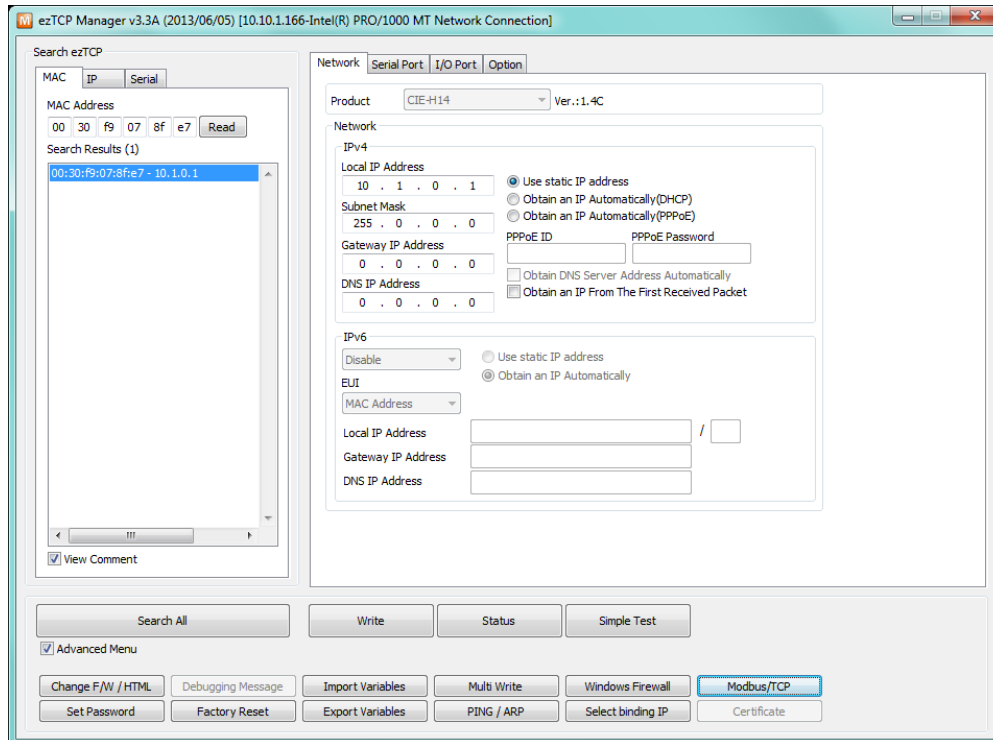 ezTCP Manager v3.3A (2013/06/05) [10.10.1.166-Intel(R) PRO/1000 MT Network Connection]
Search ezTCP
MAC IP Serial
MAC Address
00 30 f9 07 8f e7 Read
Search Results (1)
00:30:f9:07:8f:e7 - 10.1.0.1
View Comment
Network Serial Port I/O Port Option
Product CIE-H14 Ver.:1.4C
Network
IPv4
Local IP Address
10 . 1 . 0 . 1
Subnet Mask
255 . 0 . 0 . 0
Gateway IP Address
0 . 0 . 0 . 0
DNS IP Address
0 . 0 . 0 . 0
Use static IP address
Obtain an IP Automatically(DHCP)
Obtain an IP Automatically(PPPoE)
PPPoE ID PPPoE Password
Obtain DNS Server Address Automatically
Obtain an IP From The First Received Packet
IPv6
Disable
EUI
MAC Address
Use static IP address
Obtain an IP Automatically
Local IP Address /
Gateway IP Address
DNS IP Address
Search All Write Status Simple Test
Advanced Menu
Change F/W / HTML Debugging Message Import Variables Multi Write Windows Firewall Modbus/TCP
Set Password Factory Reset Export Variables PING / ARP Select binding IP Certificate